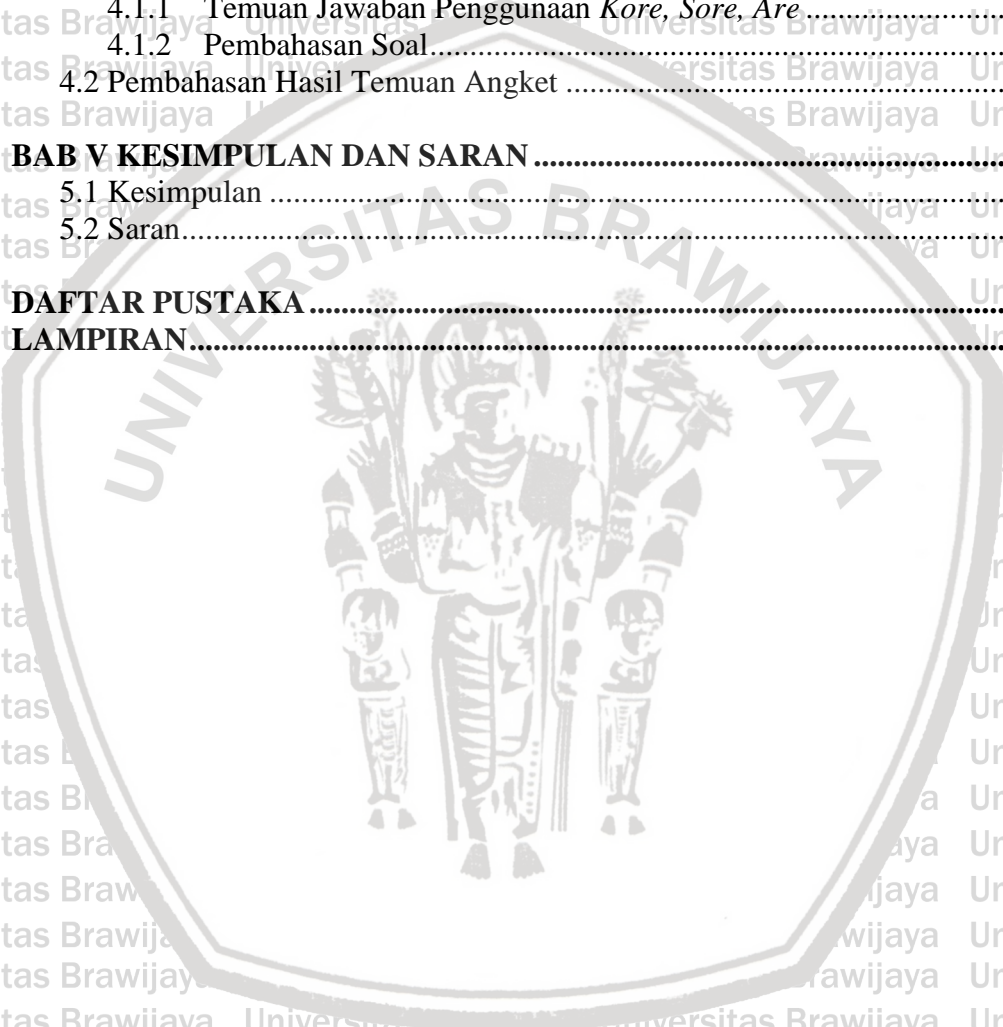 4.1.1 Temuan Jawaban Penggunaan Kore, Sore, Are ........................
4.1.2 Pembahasan Soal............................................................
4.2 Pembahasan Hasil Temuan Angket ..........................................
BAB V KESIMPULAN DAN SARAN ..................................................
5.1 Kesimpulan ....................................................................
5.2 Saran............................................................................
DAFTAR PUSTAKA ....................................................................
LAMPIRAN................................................................................
UNIVERSITAS BRAWIJAYA